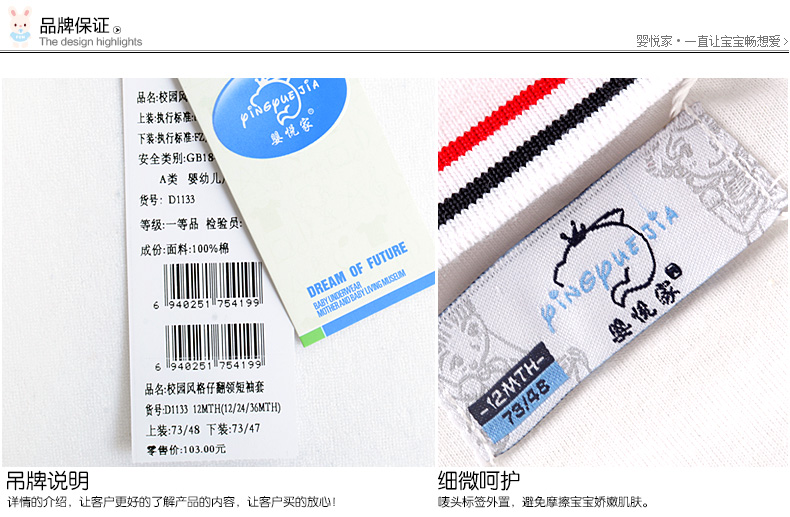 品牌保证
The design highlights
婴悦家·一直让宝宝畅想爱
品名:校园风
上装:执行标准:
下装:执行标准:FZ
安全类别:GB18
A类 婴幼儿
货号: D1133
等级:一等品 检验员:
成份:面料:100%棉
6 940251 754199
6 940251 754199
品名:校园风格仔翻领短袖套
货号:D1133 12MTH(12/24/36MTH)
上装:73/48 下装:73/47
零售价:103.00元
YINGYUEJIA
婴悦家
DREAM OF FUTURE
BABY UNDERWEAR
MOTHER AND BABY LIVING MUSEUM
YINGYUEJIA
婴悦家
-12MTH-
73/48
吊牌说明
详情的介绍，让客户更好的了解产品的内容，让客户买的放心！
细微呵护
唛头标签外置，避免摩擦宝宝娇嫩肌肤。